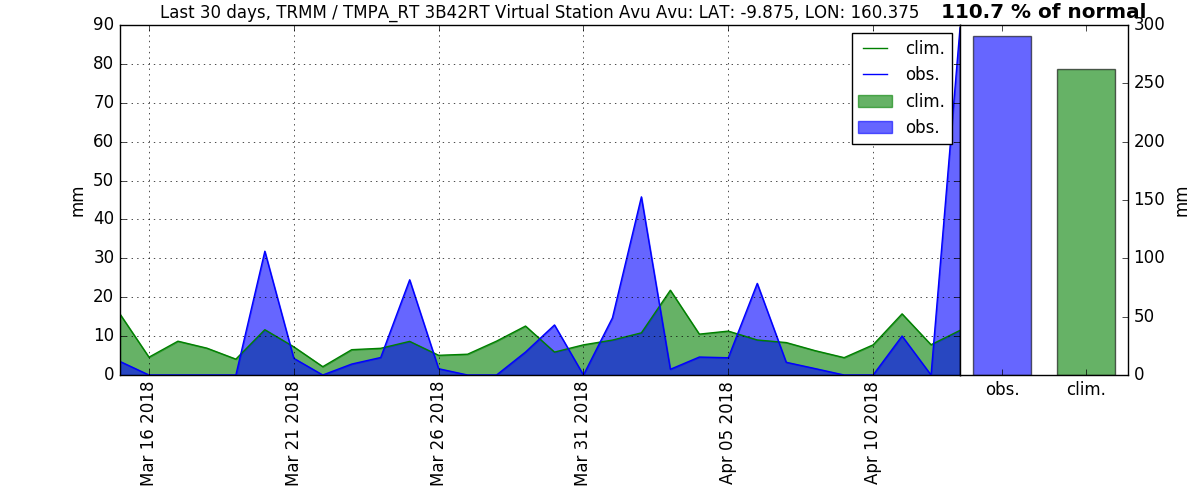 Last 30 days, TRMM / TMPA_RT 3B42RT Virtual Station Avu Avu: LAT: -9.875, LON: 160.375
110.7 % of normal
90
80
70
60
50
40
30
20
10
0
mm
clim.
obs.
clim.
obs.
Mar 16 2018
Mar 21 2018
Mar 26 2018
Mar 31 2018
Apr 05 2018
Apr 10 2018
300
250
200
150
100
50
0
mm
obs.
clim.